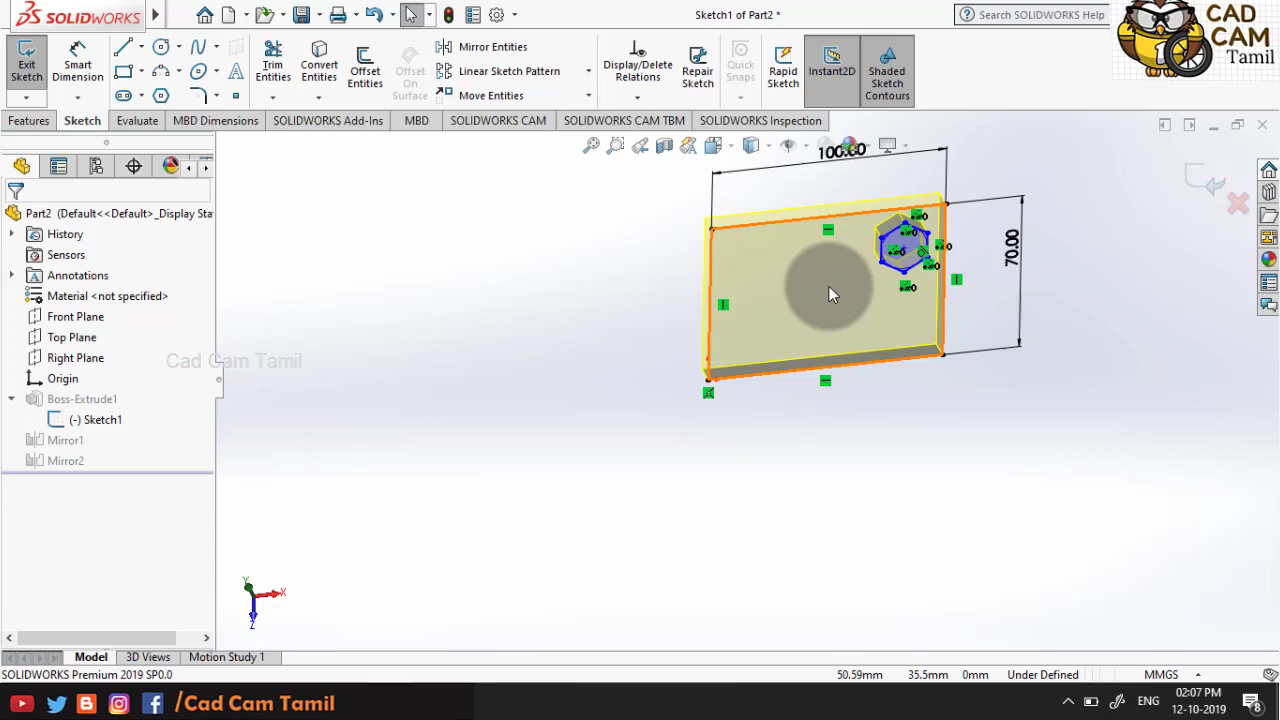 SOLIDWORKS
Sketch1 of Part2 *
Search SOLIDWORKS Help
CAD
CAM
Tamil
Exit
Sketch
Smart
Dimension
Trim
Entities
Convert
Entities
Offset
Entities
Offset
On
Surface
Mirror Entities
Linear Sketch Pattern
Move Entities
Display/Delete
Relations
Repair
Sketch
Quick
Snaps
Rapid
Sketch
Instant2D
Shaded
Sketch
Contours
Features
Sketch
Evaluate
MBD Dimensions
SOLIDWORKS Add-Ins
MBD
SOLIDWORKS CAM
SOLIDWORKS CAM TBM
SOLIDWORKS Inspection
Part2 (Default<<Default>_Display Sta
History
Sensors
Annotations
Material <not specified>
Front Plane
Top Plane
Right Plane
Origin
Boss-Extrude1
(-) Sketch1
Mirror1
Mirror2
Cad Cam Tamil
100.00
70.00
Y
X
Z
Model
3D Views
Motion Study 1
SOLIDWORKS Premium 2019 SP0.0
50.59mm
35.5mm
0mm
Under Defined
MMGS
/Cad Cam Tamil
ENG
02:07 PM
12-10-2019
8